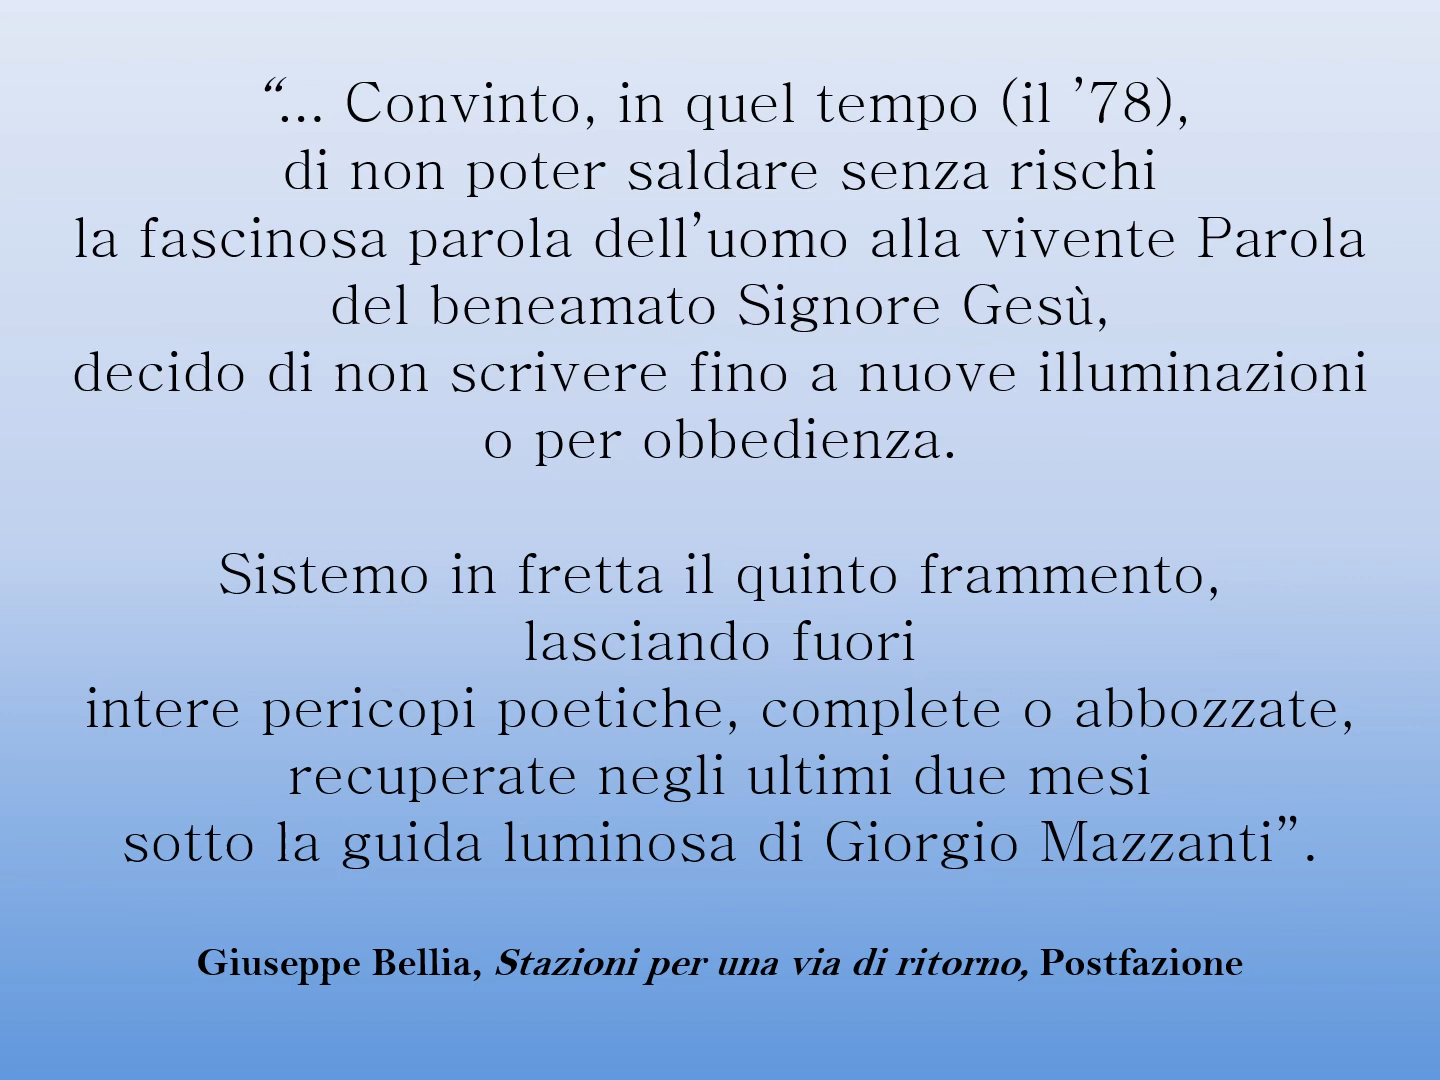 “... Convinto, in quel tempo (il ’78),
di non poter saldare senza rischi
la fascinosa parola dell’uomo alla vivente Parola
del beneamato Signore Gesù,
decido di non scrivere fino a nuove illuminazioni
o per obbedienza.
Sistemo in fretta il quinto frammento,
lasciando fuori
intere pericopi poetiche, complete o abbozzate,
recuperate negli ultimi due mesi
sotto la guida luminosa di Giorgio Mazzanti”.
Giuseppe Bellia, Stazioni per una via di ritorno, Postfazione